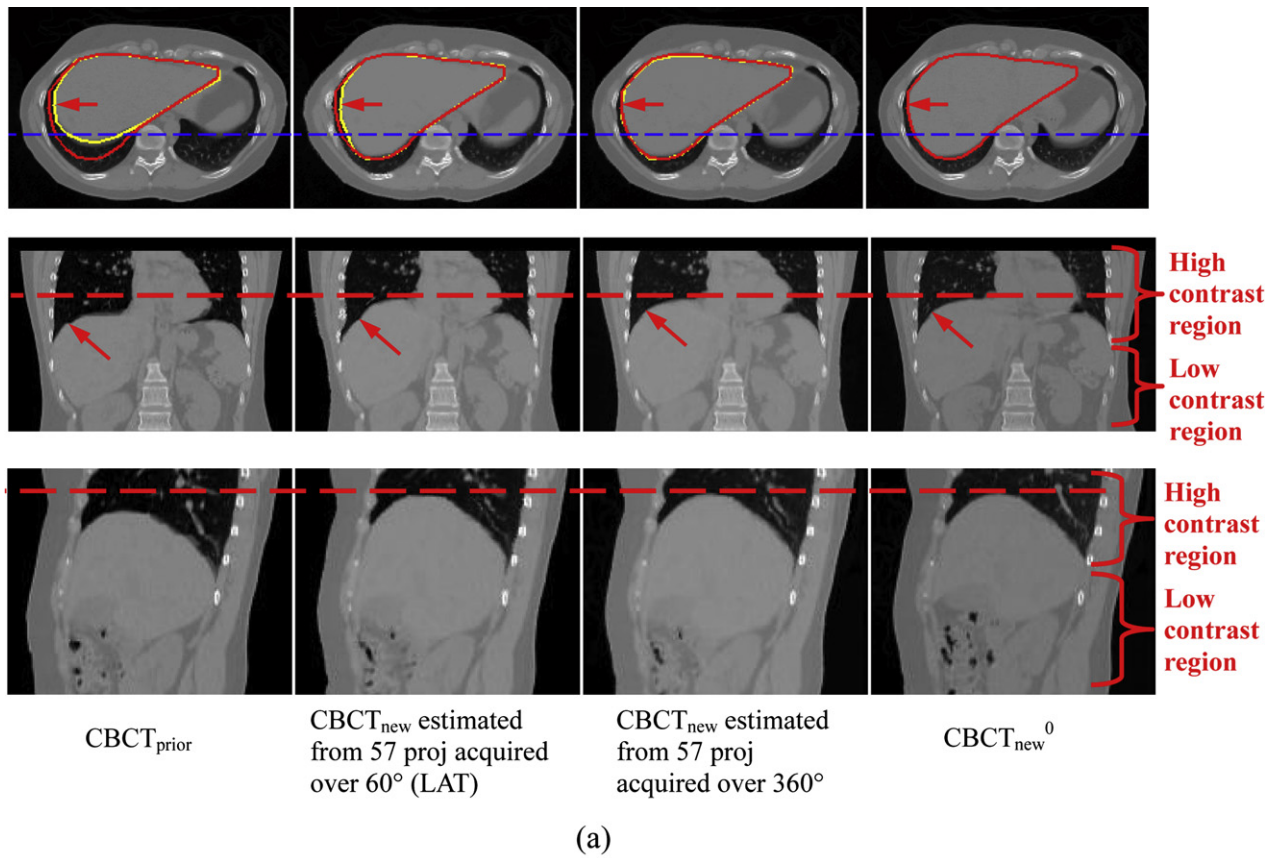 High
contrast
region
Low
contrast
region
High
contrast
region
Low
contrast
region
CBCTprior
CBCTnew estimated
from 57 proj acquired
over 60° (LAT)
CBCTnew estimated
from 57 proj
acquired over 360°
CBCTnew⁰
(a)